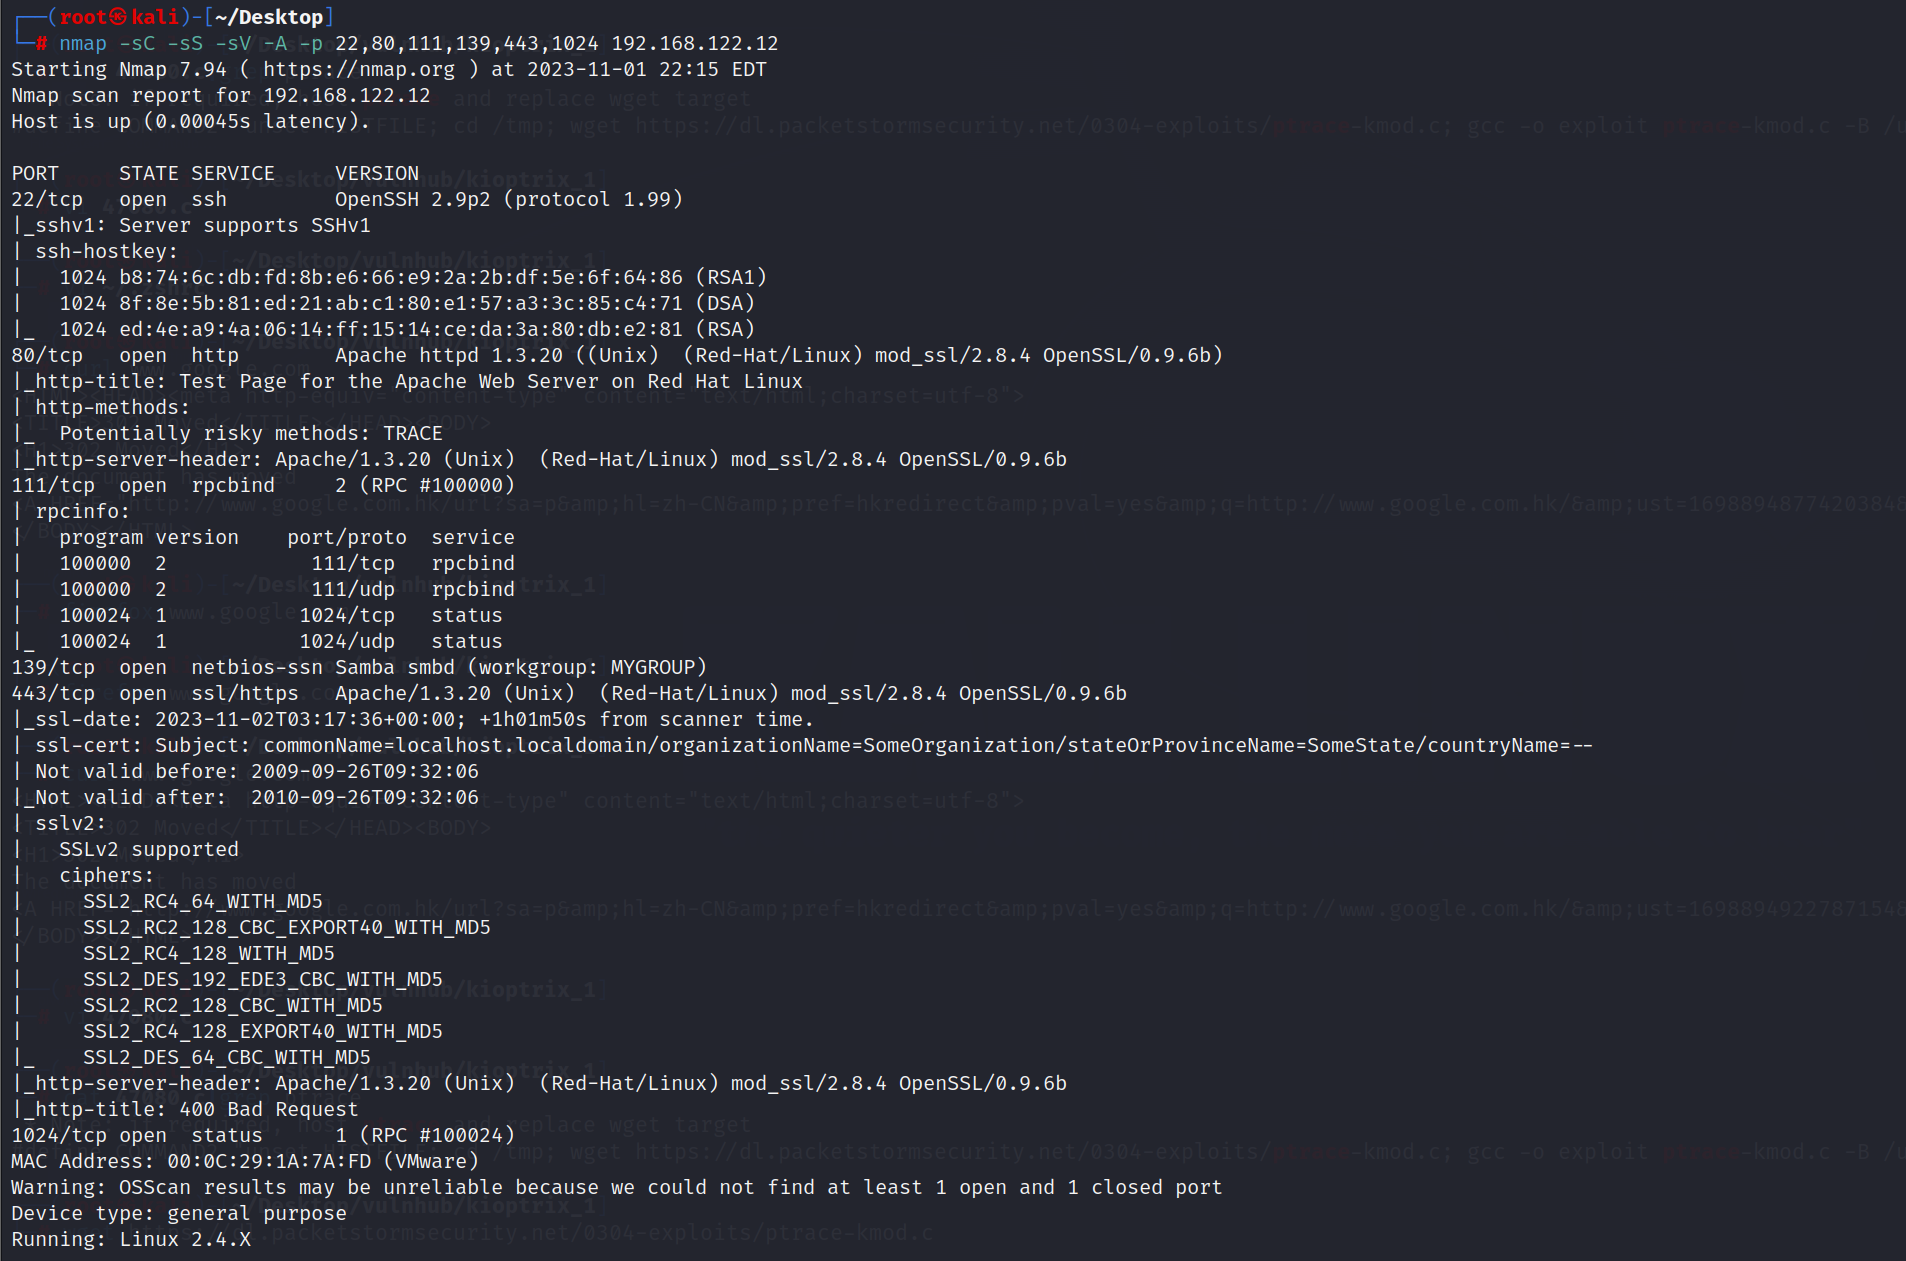 ┌──(root㉿kali)-[~/Desktop]
└─# nmap -sC -sS -sV -A -p 22,80,111,139,443,1024 192.168.122.12
Starting Nmap 7.94 ( https://nmap.org ) at 2023-11-01 22:15 EDT
Nmap scan report for 192.168.122.12
Host is up (0.00045s latency).
PORT     STATE SERVICE     VERSION
22/tcp   open  ssh         OpenSSH 2.9p2 (protocol 1.99)
|_sshv1: Server supports SSHv1
| ssh-hostkey:
|   1024 b8:74:6c:db:fd:8b:e6:66:e9:2a:2b:df:5e:6f:64:86 (RSA1)
|   1024 8f:8e:5b:81:ed:21:ab:c1:80:e1:57:a3:3c:85:c4:71 (DSA)
|_  1024 ed:4e:a9:4a:06:14:ff:15:14:ce:da:3a:80:db:e2:81 (RSA)
80/tcp   open  http        Apache httpd 1.3.20 ((Unix)  (Red-Hat/Linux) mod_ssl/2.8.4 OpenSSL/0.9.6b)
|_http-title: Test Page for the Apache Web Server on Red Hat Linux
| http-methods:
|_  Potentially risky methods: TRACE
|_http-server-header: Apache/1.3.20 (Unix)  (Red-Hat/Linux) mod_ssl/2.8.4 OpenSSL/0.9.6b
111/tcp  open  rpcbind     2 (RPC #100000)
| rpcinfo:
|   program version    port/proto  service
|   100000  2            111/tcp   rpcbind
|   100000  2            111/udp   rpcbind
|   100024  1           1024/tcp   status
|_  100024  1           1024/udp   status
139/tcp  open  netbios-ssn Samba smbd (workgroup: MYGROUP)
443/tcp  open  ssl/https   Apache/1.3.20 (Unix)  (Red-Hat/Linux) mod_ssl/2.8.4 OpenSSL/0.9.6b
|_ssl-date: 2023-11-02T03:17:36+00:00; +1h01m50s from scanner time.
| ssl-cert: Subject: commonName=localhost.localdomain/organizationName=SomeOrganization/stateOrProvinceName=SomeState/countryName=--
| Not valid before: 2009-09-26T09:32:06
|_Not valid after:  2010-09-26T09:32:06
| sslv2:
|   SSLv2 supported
|   ciphers:
|     SSL2_RC4_64_WITH_MD5
|     SSL2_RC2_128_CBC_EXPORT40_WITH_MD5
|     SSL2_RC4_128_WITH_MD5
|     SSL2_DES_192_EDE3_CBC_WITH_MD5
|     SSL2_RC2_128_CBC_WITH_MD5
|     SSL2_RC4_128_EXPORT40_WITH_MD5
|_    SSL2_DES_64_CBC_WITH_MD5
|_http-server-header: Apache/1.3.20 (Unix)  (Red-Hat/Linux) mod_ssl/2.8.4 OpenSSL/0.9.6b
|_http-title: 400 Bad Request
1024/tcp open  status      1 (RPC #100024)
MAC Address: 00:0C:29:1A:7A:FD (VMware)
Warning: OSScan results may be unreliable because we could not find at least 1 open and 1 closed port
Device type: general purpose
Running: Linux 2.4.X